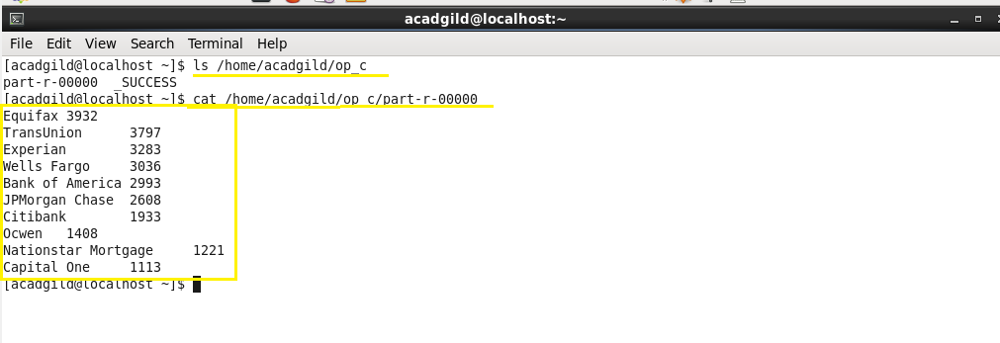 acadgild@localhost:~
File Edit View Search Terminal Help
[acadgild@localhost ~]$ ls /home/acadgild/op_c
part-r-00000  _SUCCESS
[acadgild@localhost ~]$ cat /home/acadgild/op_c/part-r-00000
Equifax 3932
TransUnion      3797
Experian        3283
Wells Fargo     3036
Bank of America 2993
JPMorgan Chase  2608
Citibank        1933
Ocwen   1408
Nationstar Mortgage     1221
Capital One     1113
[acadgild@localhost ~]$